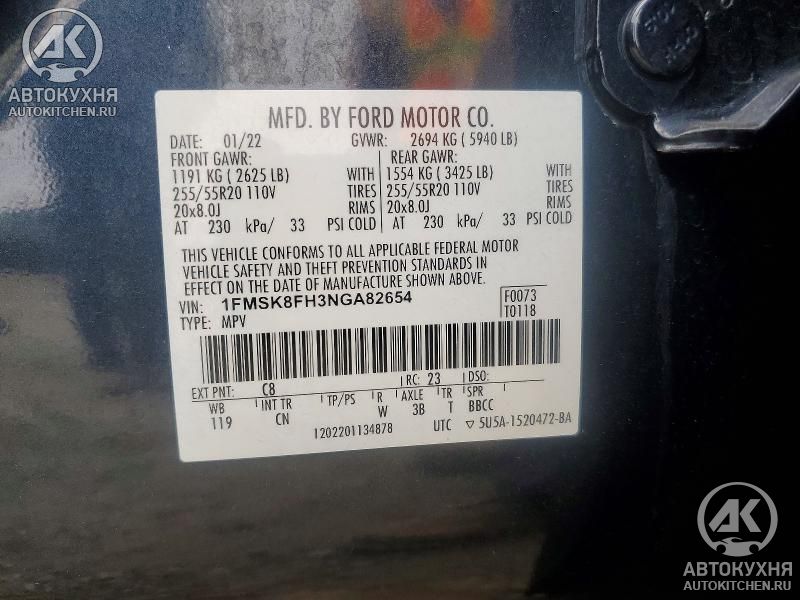 AK
АВТОКУХНЯ
AUTOKITCHEN.RU
MFD. BY FORD MOTOR CO.
DATE: 01/22 GVWR: 2694 KG ( 5940 LB)
FRONT GAWR: REAR GAWR:
1191 KG ( 2625 LB) WITH 1554 KG ( 3425 LB) WITH
255/55R20 110V TIRES 255/55R20 110V TIRES
20x8.0J RIMS 20x8.0J RIMS
AT 230 kPa/ 33 PSI COLD AT 230 kPa/ 33 PSI COLD
THIS VEHICLE CONFORMS TO ALL APPLICABLE FEDERAL MOTOR
VEHICLE SAFETY AND THEFT PREVENTION STANDARDS IN
EFFECT ON THE DATE OF MANUFACTURE SHOWN ABOVE.
VIN: 1FMSK8FH3NGA82654 F0073
TYPE: MPV T0118
EXT PNT: C8 RC: 23 DSO:
WB INT TR TP/PS R AXLE TR SPR
119 CN W 3B T BBCC
1202201134878 UTC ▽ 5U5A-1520472-BA
AK
АВТОКУХНЯ
AUTOKITCHEN.RU